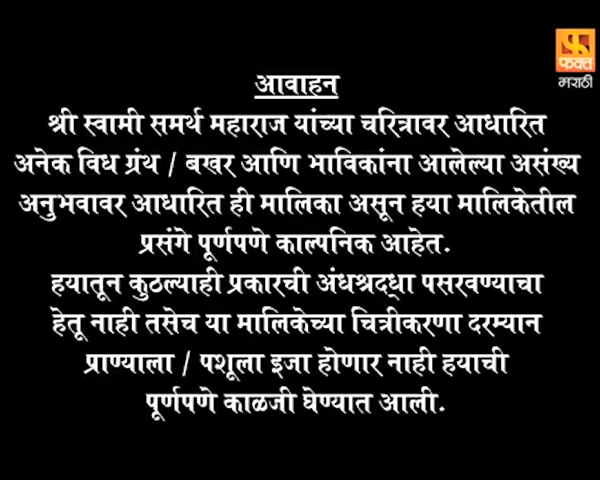 फक्त
मराठी
आवाहन
श्री स्वामी समर्थ महाराज यांच्या चरित्रावर आधारित
अनेक विध ग्रंथ / बखर आणि भाविकांना आलेल्या असंख्य
अनुभवावर आधारित ही मालिका असून हया मालिकेतील
प्रसंगे पूर्णपणे काल्पनिक आहेत.
हयातून कुठल्याही प्रकारची अंधश्रद्धा पसरवण्याचा
हेतू नाही तसेच या मालिकेच्या चित्रीकरणा दरम्यान
प्राण्याला / पशूला इजा होणार नाही हयाची
पूर्णपणे काळजी घेण्यात आली.